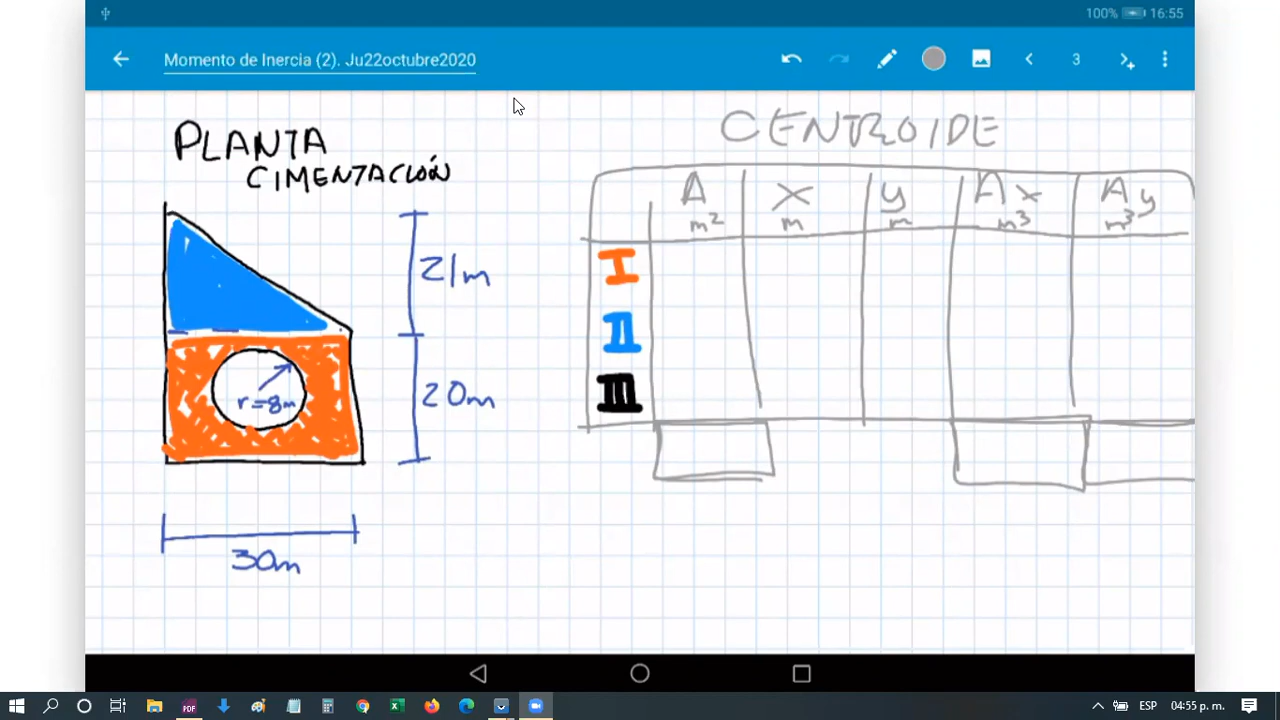 100% 16:55
Momento de Inercia (2). Ju22octubre2020
3
PLANTA
CIMENTACIÓN
21m
20m
r=8m
30m
CENTROIDE
A x y Ax Ay
m² m m m³ m³
I
II
III
ESP 04:55 p. m.